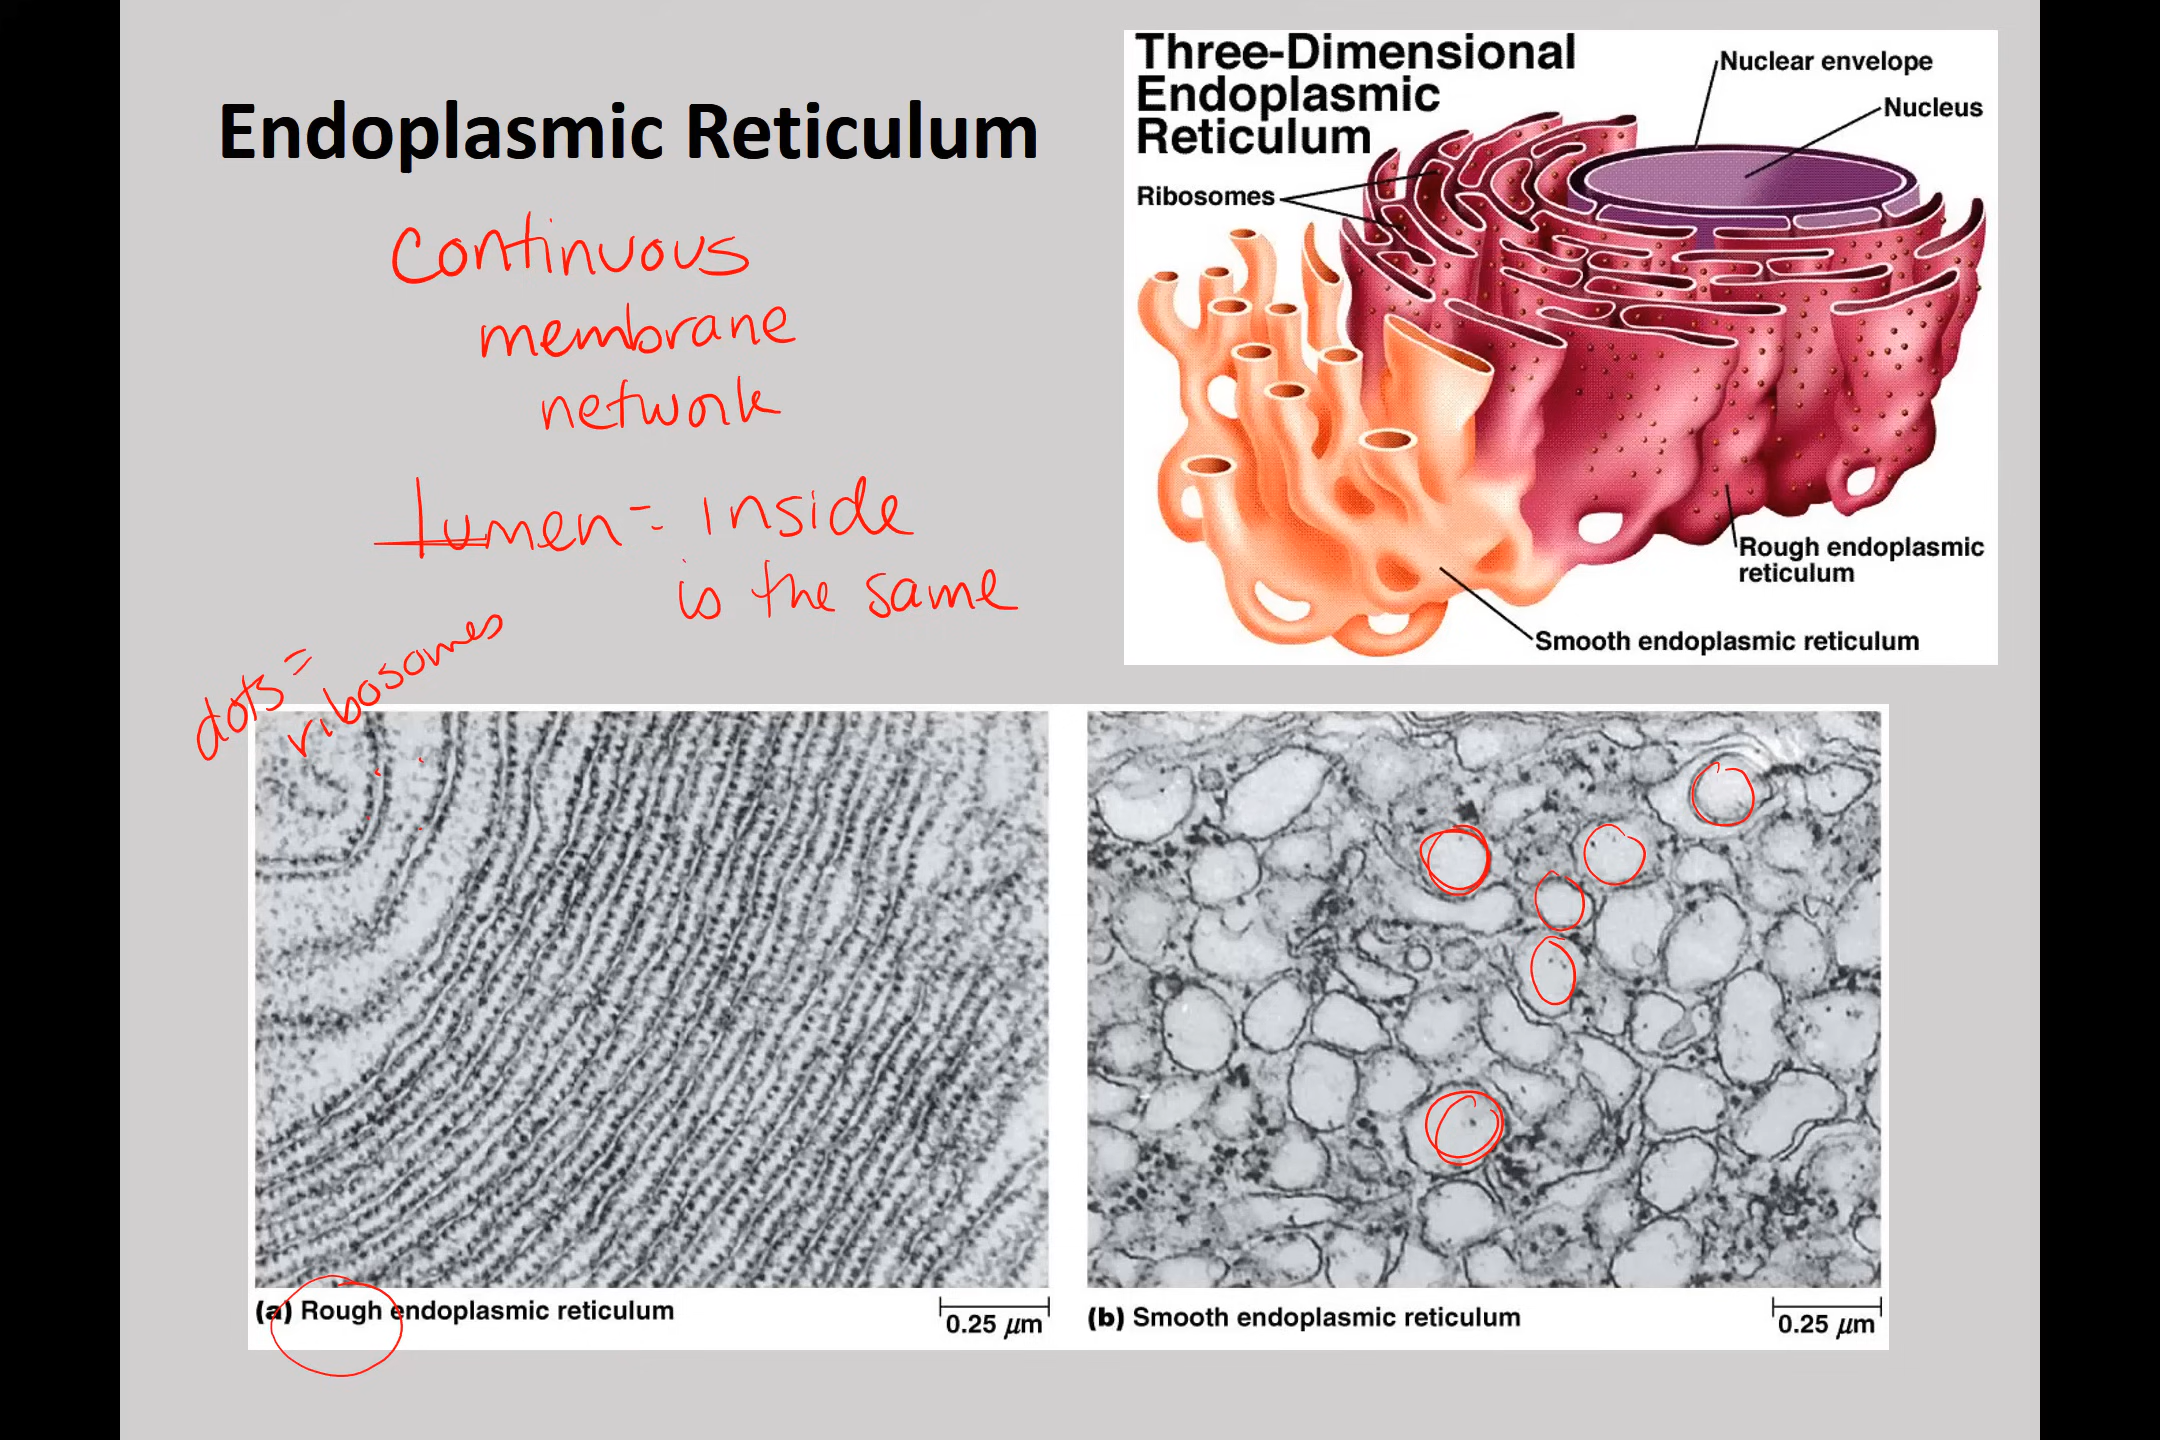 Endoplasmic Reticulum
continuous
membrane
network
lumen = inside
is the same
dots =
ribosomes
Three-Dimensional
Endoplasmic
Reticulum
Nuclear envelope
Nucleus
Ribosomes
Rough endoplasmic
reticulum
Smooth endoplasmic reticulum
(a) Rough endoplasmic reticulum
0.25 µm
(b) Smooth endoplasmic reticulum
0.25 µm